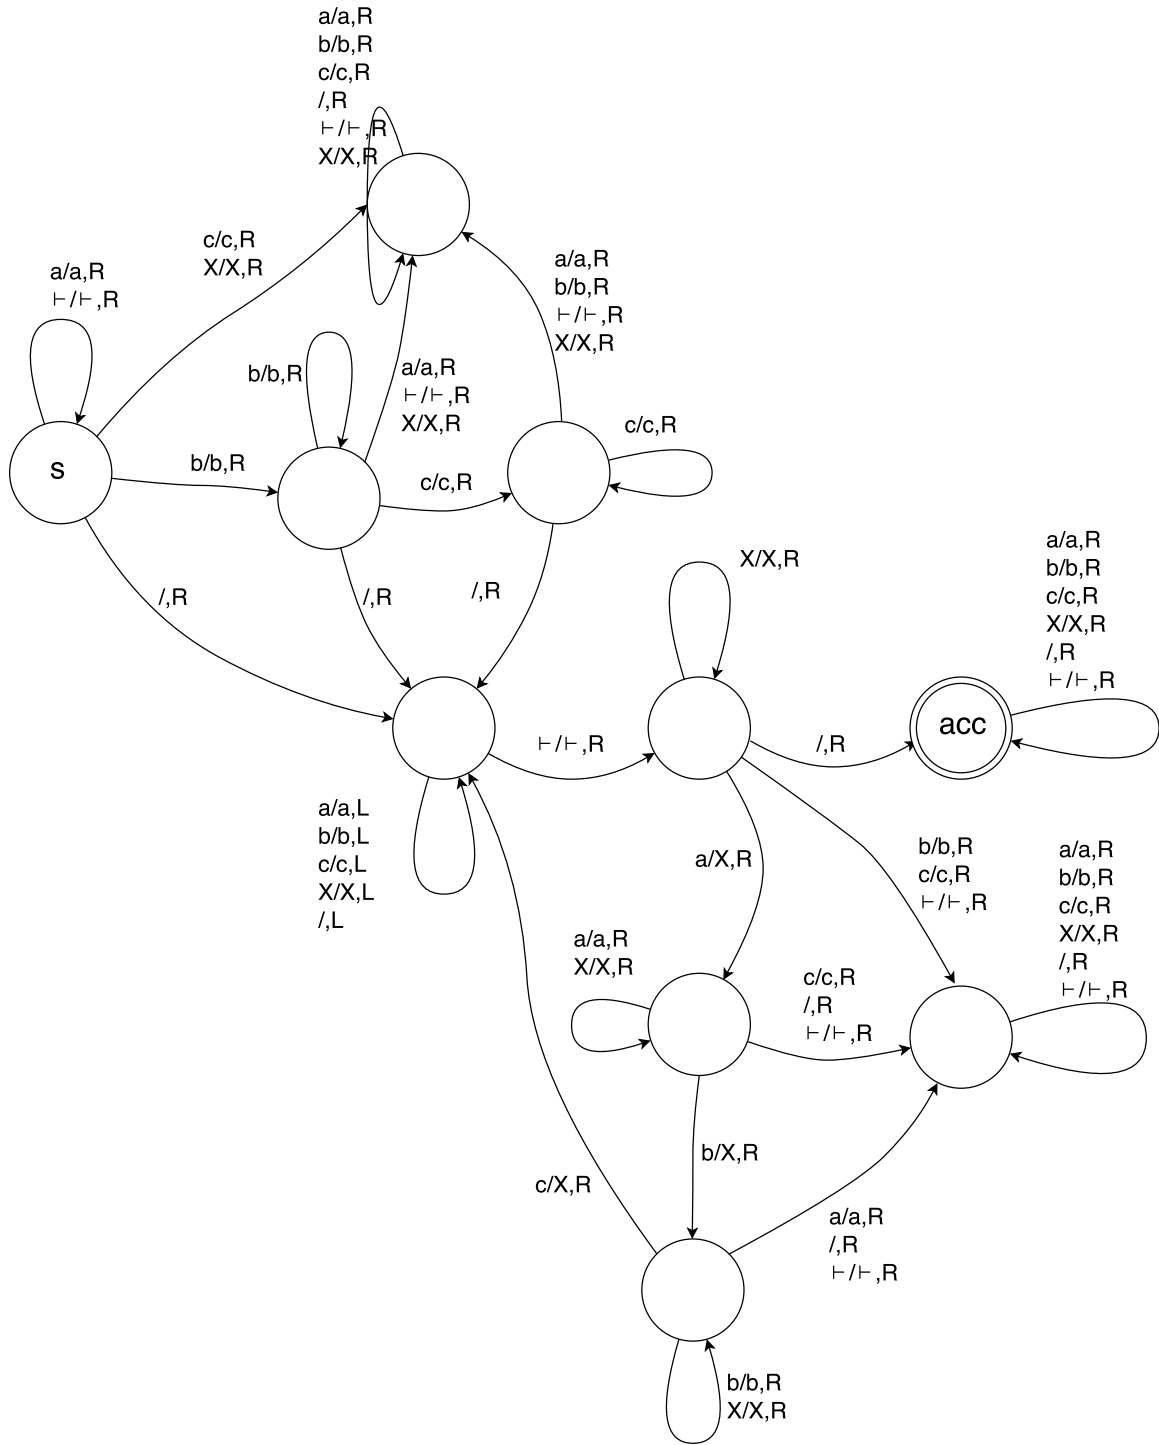 a/a,R
b/b,R
c/c,R
/,R
⊢/⊢,R
X/X,R
c/c,R
X/X,R
a/a,R
⊢/⊢,R
a/a,R
b/b,R
⊢/⊢,R
X/X,R
b/b,R
a/a,R
⊢/⊢,R
X/X,R
c/c,R
s
b/b,R
c/c,R
/,R
/,R
/,R
X/X,R
a/a,R
b/b,R
c/c,R
X/X,R
/,R
⊢/⊢,R
acc
⊢/⊢,R
/,R
a/a,L
b/b,L
c/c,L
X/X,L
/,L
a/X,R
b/b,R
c/c,R
⊢/⊢,R
a/a,R
b/b,R
c/c,R
X/X,R
/,R
⊢/⊢,R
a/a,R
X/X,R
c/c,R
/,R
⊢/⊢,R
b/X,R
c/X,R
a/a,R
/,R
⊢/⊢,R
b/b,R
X/X,R